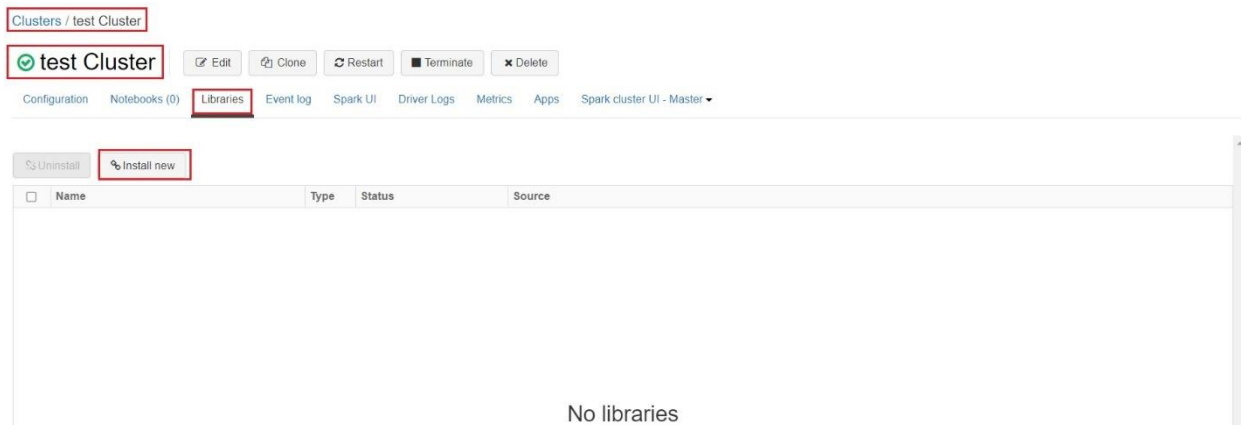 Clusters / test Cluster
test Cluster Edit Clone Restart Terminate Delete
Configuration Notebooks (0) Libraries Event log Spark UI Driver Logs Metrics Apps Spark cluster UI - Master
Uninstall Install new
Name Type Status Source
No libraries